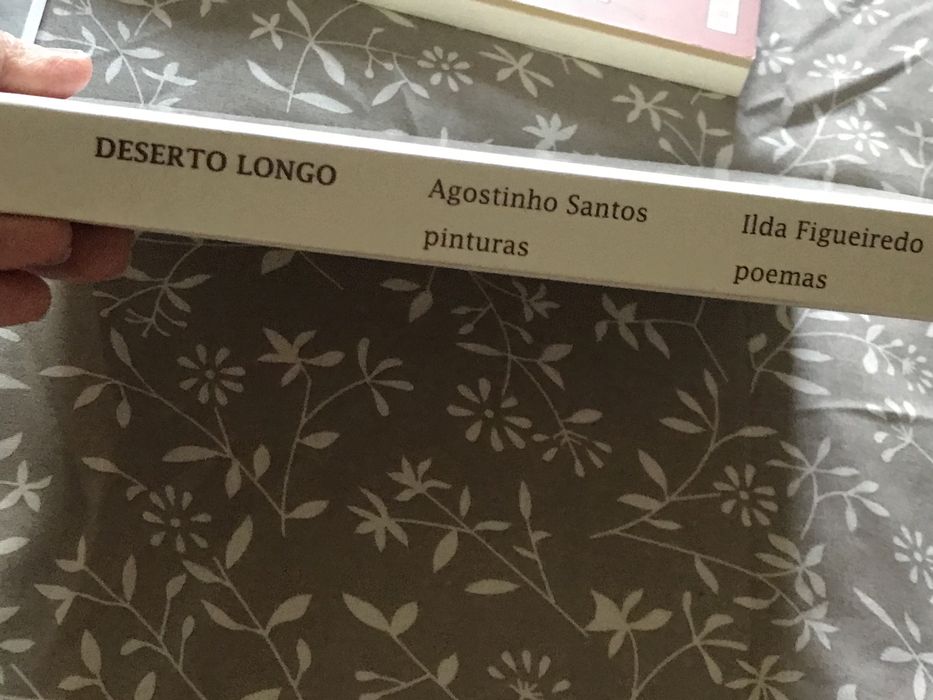 DESERTO LONGO
Agostinho Santos
pinturas
Ilda Figueiredo
poemas